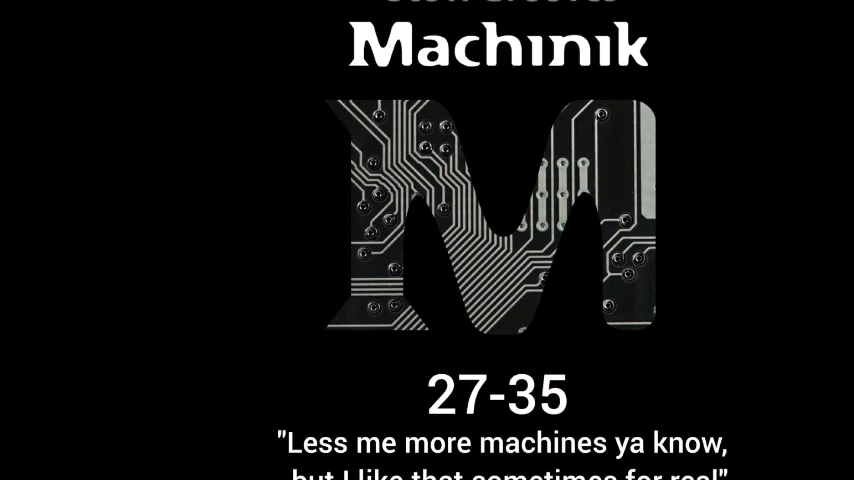 Machinik
27-35
"Less me more machines ya know,
but I like that sometimes for real"